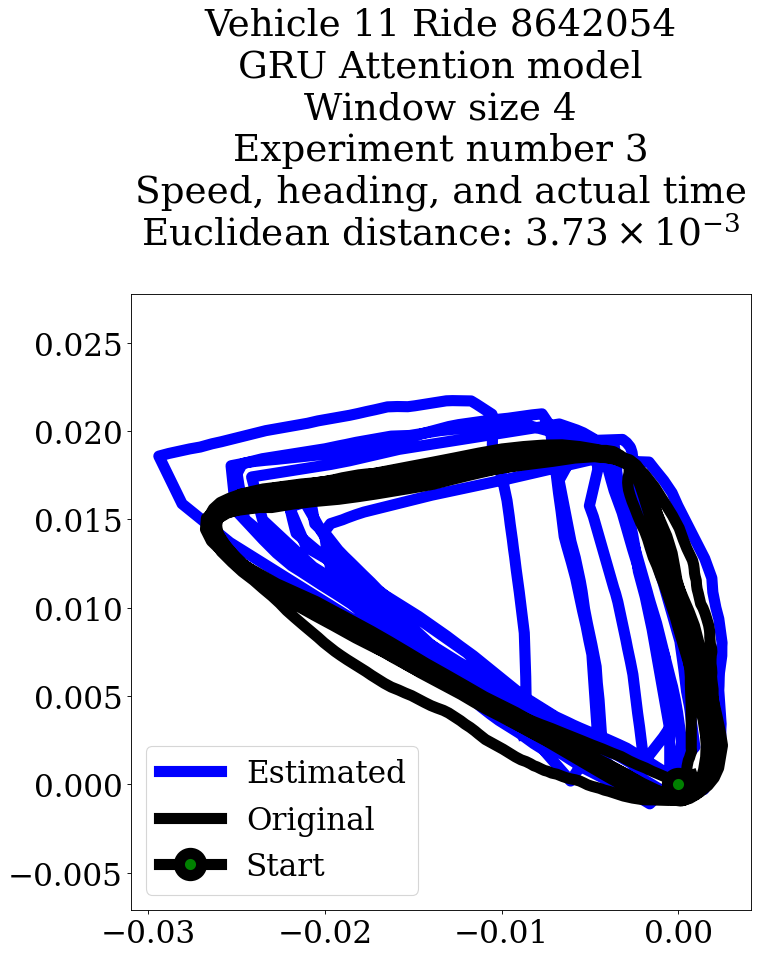 Vehicle 11 Ride 8642054
GRU Attention model
Window size 4
Experiment number 3
Speed, heading, and actual time
Euclidean distance: 3.73 × 10⁻³
0.025
0.020
0.015
0.010
0.005
0.000
−0.005
Estimated
Original
Start
−0.03
−0.02
−0.01
0.00